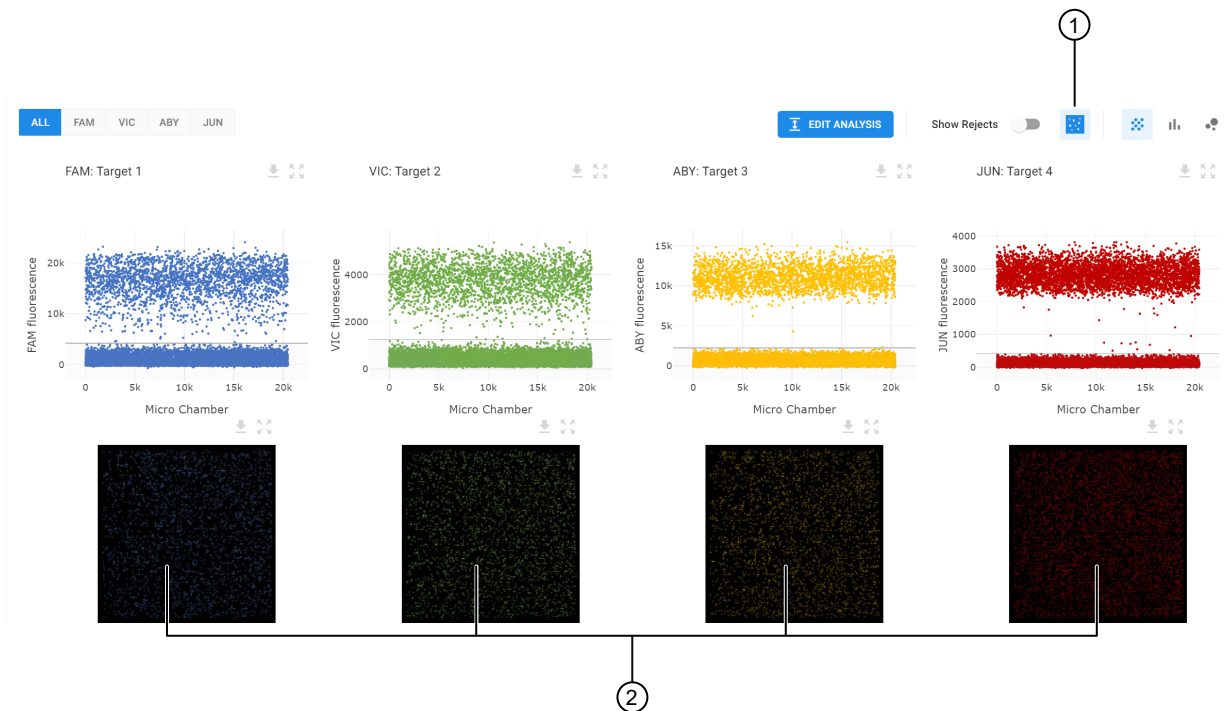 1
ALL FAM VIC ABY JUN EDIT ANALYSIS Show Rejects
FAM: Target 1 VIC: Target 2 ABY: Target 3 JUN: Target 4
FAM fluorescence
20k
10k
0
0 5k 10k 15k 20k
Micro Chamber
VIC fluorescence
4000
2000
0
0 5k 10k 15k 20k
Micro Chamber
ABY fluorescence
15k
10k
5k
0
0 5k 10k 15k 20k
Micro Chamber
JUN fluorescence
4000
3000
2000
1000
0
0 5k 10k 15k 20k
Micro Chamber
2